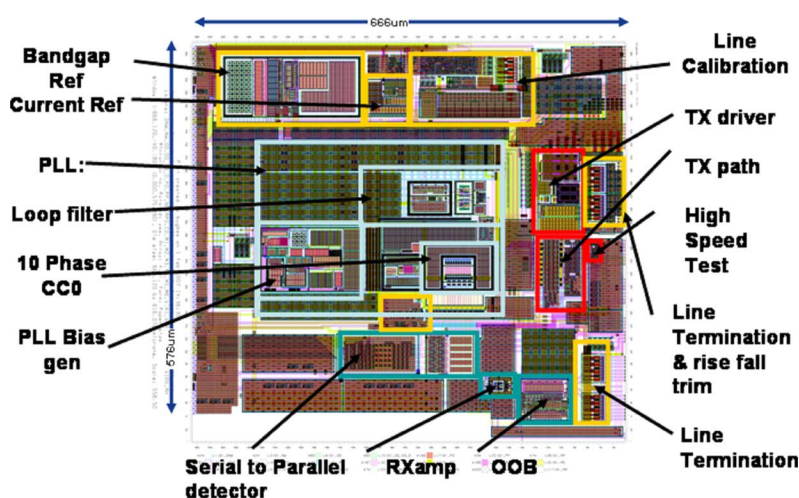 666um
576um
Bandgap
Ref
Current Ref
PLL:
Loop filter
10 Phase
CC0
PLL Bias
gen
Line
Calibration
TX driver
TX path
High
Speed
Test
Line
Termination
& rise fall
trim
Line
Termination
Serial to Parallel
detector
RXamp
OOB